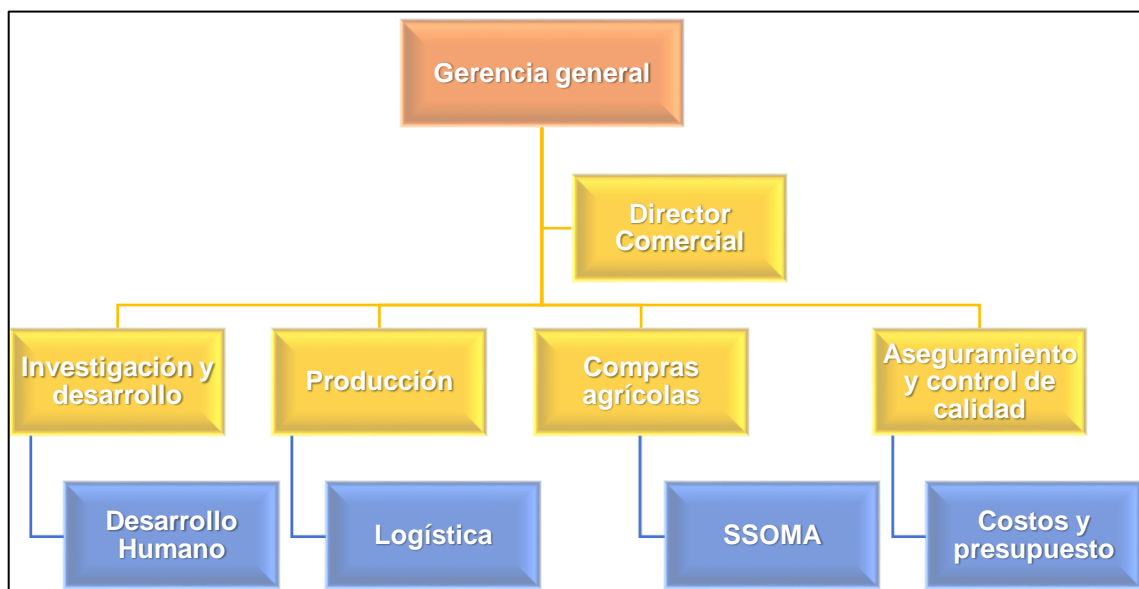 Gerencia general
Director
Comercial
Investigación y
desarrollo
Producción
Compras
agrícolas
Aseguramiento
y control de
calidad
Desarrollo
Humano
Logística
SSOMA
Costos y
presupuesto